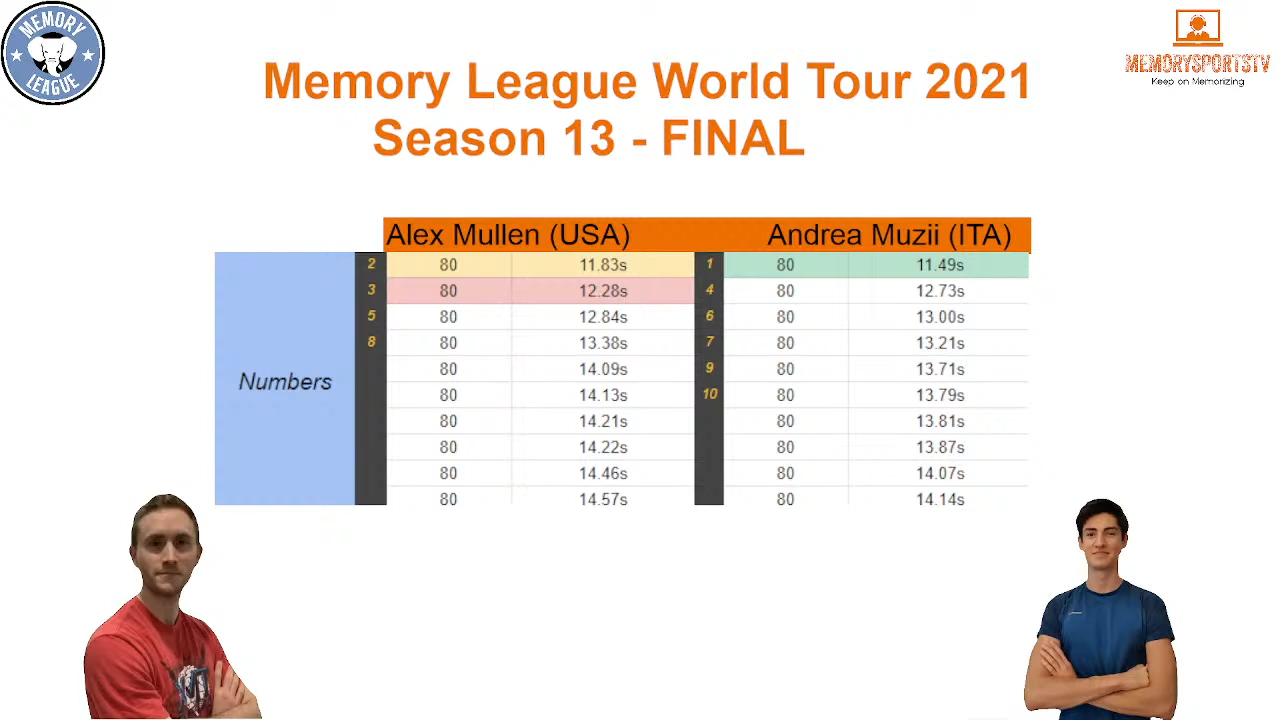 MEMORY
LEAGUE
MEMORYSPORTSTV
Keep on Memorizing
Memory League World Tour 2021
Season 13 - FINAL
Alex Mullen (USA) Andrea Muzii (ITA)
Numbers
2 80 11.83s 1 80 11.49s
3 80 12.28s 4 80 12.73s
5 80 12.84s 6 80 13.00s
8 80 13.38s 7 80 13.21s
80 14.09s 9 80 13.71s
80 14.13s 10 80 13.79s
80 14.21s 80 13.81s
80 14.22s 80 13.87s
80 14.46s 80 14.07s
80 14.57s 80 14.14s